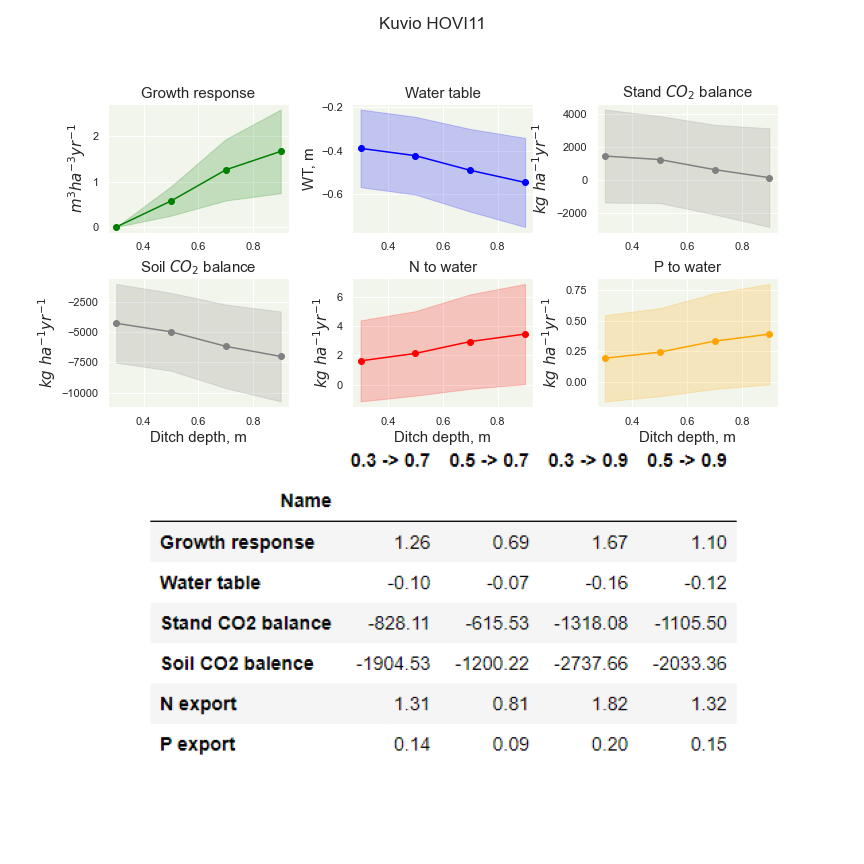 Kuvio HOVI11
Growth response
Water table
Stand CO2 balance
m³ha⁻³yr⁻¹
2
1
0
0.4 0.6 0.8
WT, m
−0.2
−0.4
−0.6
0.4 0.6 0.8
kg ha⁻¹yr⁻¹
4000
2000
0
−2000
0.4 0.6 0.8
Soil CO2 balance
N to water
P to water
kg ha⁻¹yr⁻¹
−2500
−5000
−7500
−10000
0.4 0.6 0.8
Ditch depth, m
kg ha⁻¹yr⁻¹
6
4
2
0
0.4 0.6 0.8
Ditch depth, m
kg ha⁻¹yr⁻¹
0.75
0.50
0.25
0.00
0.4 0.6 0.8
Ditch depth, m
0.3 -> 0.7 0.5 -> 0.7 0.3 -> 0.9 0.5 -> 0.9
Name
Growth response 1.26 0.69 1.67 1.10
Water table -0.10 -0.07 -0.16 -0.12
Stand CO2 balance -828.11 -615.53 -1318.08 -1105.50
Soil CO2 balence -1904.53 -1200.22 -2737.66 -2033.36
N export 1.31 0.81 1.82 1.32
P export 0.14 0.09 0.20 0.15